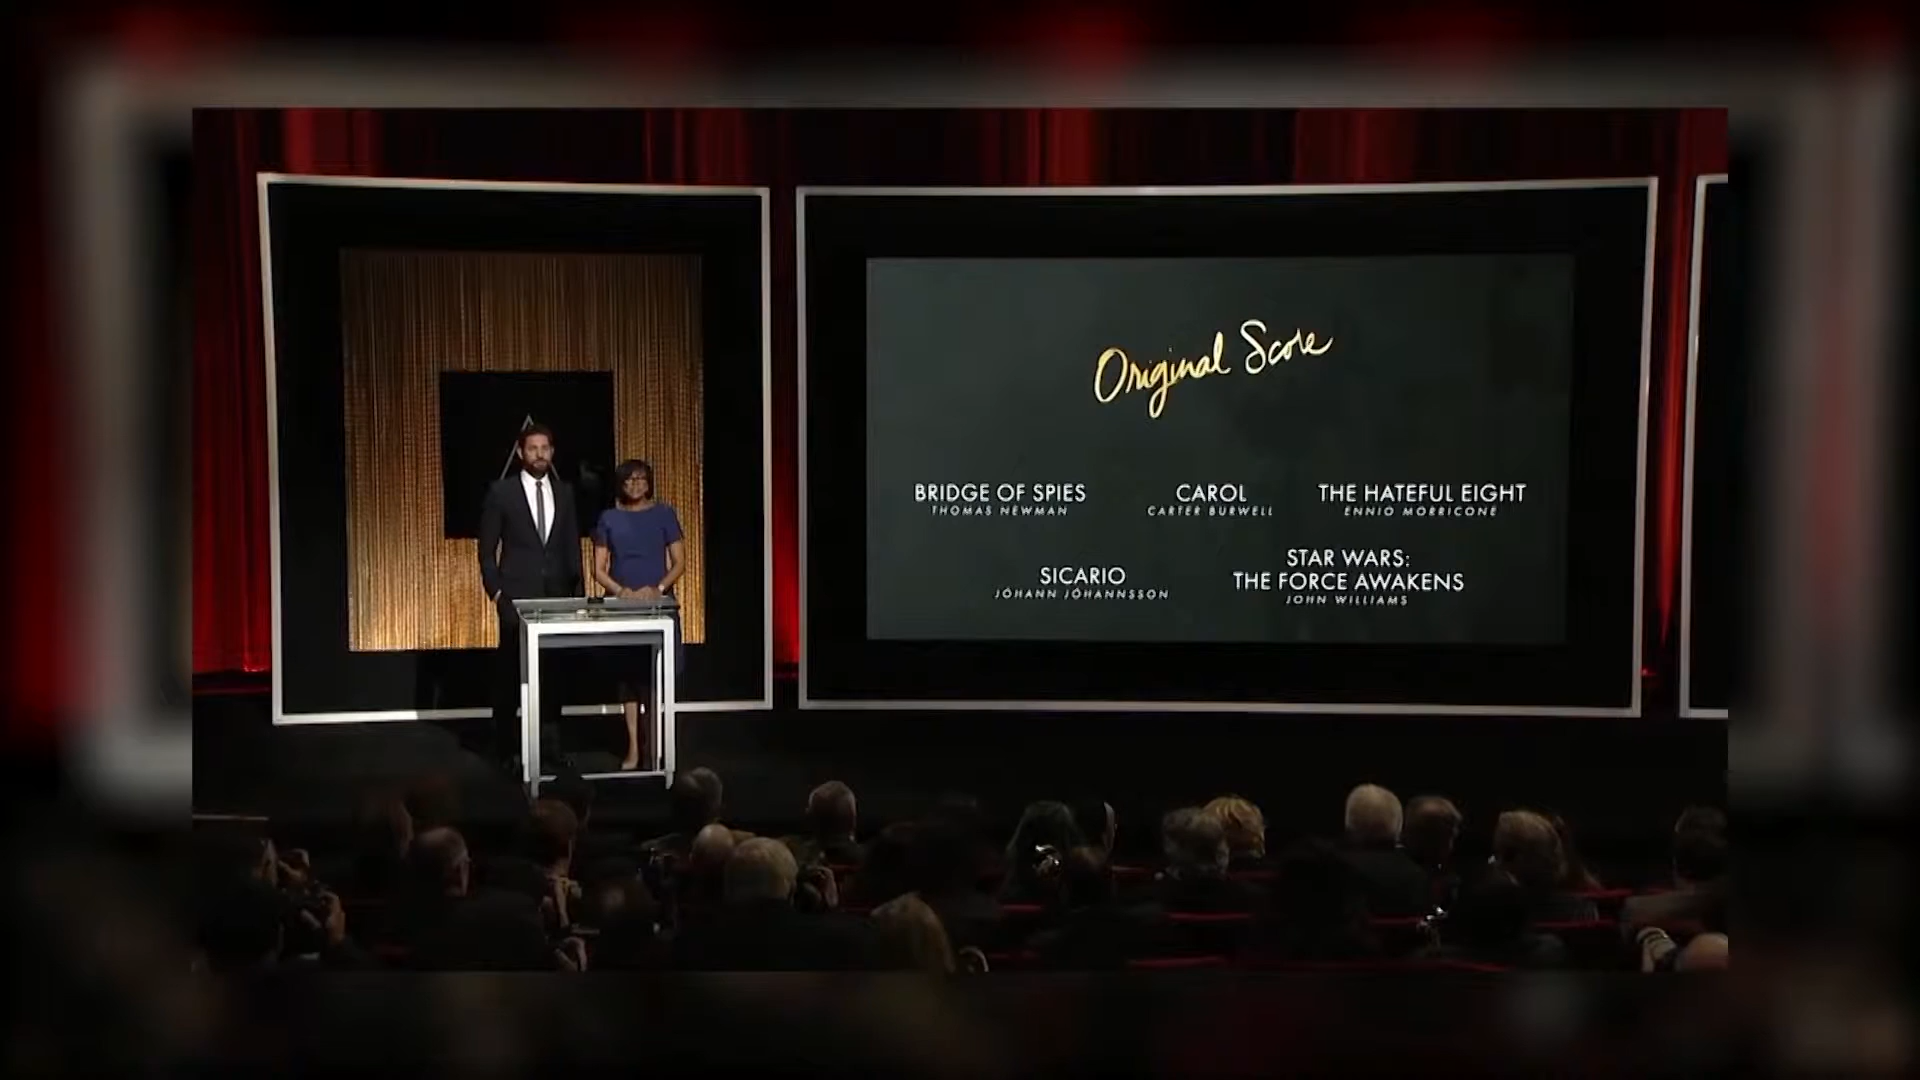 Original Score
BRIDGE OF SPIES
THOMAS NEWMAN
CAROL
CARTER BURWELL
THE HATEFUL EIGHT
ENNIO MORRICONE
SICARIO
JÓHANN JÓHANNSSON
STAR WARS:
THE FORCE AWAKENS
JOHN WILLIAMS